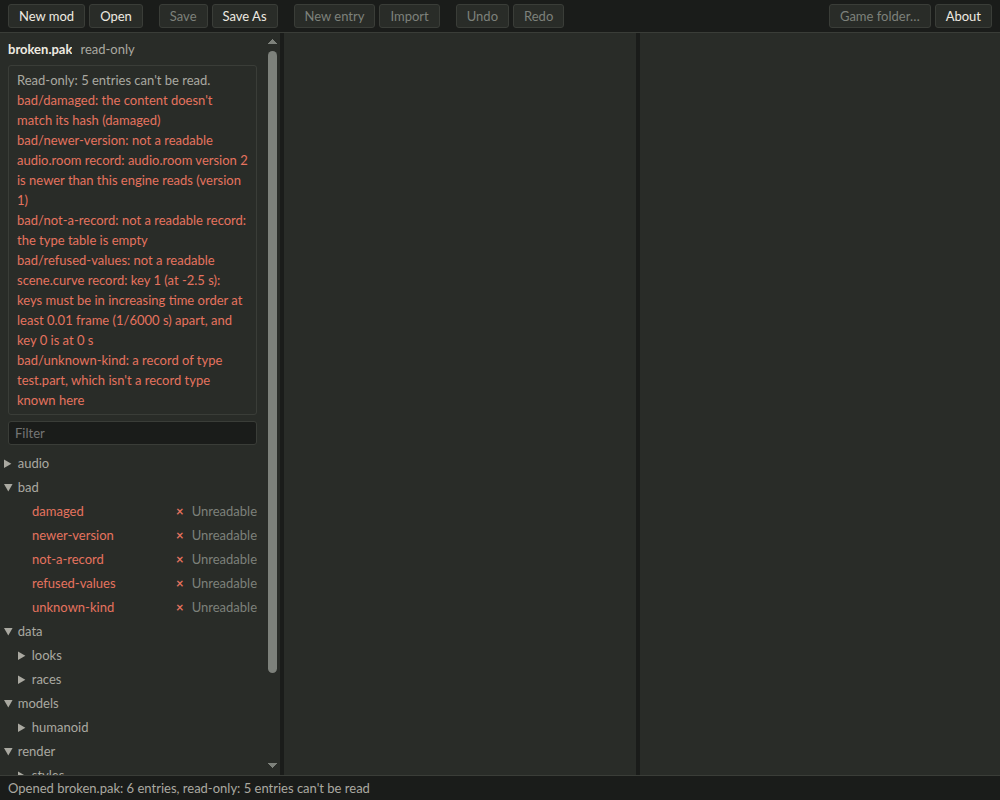 New mod Open Save Save As New entry Import Undo Redo Game folder... About
broken.pak read-only
Read-only: 5 entries can't be read.
bad/damaged: the content doesn't
match its hash (damaged)
bad/newer-version: not a readable
audio.room record: audio.room version 2
is newer than this engine reads (version
1)
bad/not-a-record: not a readable record:
the type table is empty
bad/refused-values: not a readable
scene.curve record: key 1 (at -2.5 s):
keys must be in increasing time order at
least 0.01 frame (1/6000 s) apart, and
key 0 is at 0 s
bad/unknown-kind: a record of type
test.part, which isn't a record type
known here
Filter
audio
bad
damaged × Unreadable
newer-version × Unreadable
not-a-record × Unreadable
refused-values × Unreadable
unknown-kind × Unreadable
data
looks
races
models
humanoid
render
styles
Opened broken.pak: 6 entries, read-only: 5 entries can't be read